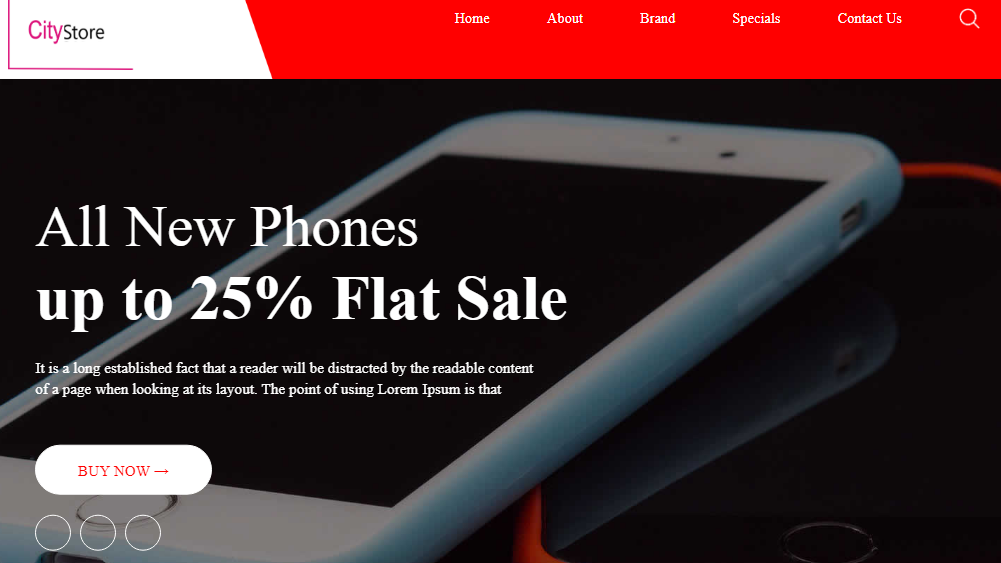 CityStore
Home About Brand Specials Contact Us
All New Phones
up to 25% Flat Sale
It is a long established fact that a reader will be distracted by the readable content
of a page when looking at its layout. The point of using Lorem Ipsum is that
BUY NOW →